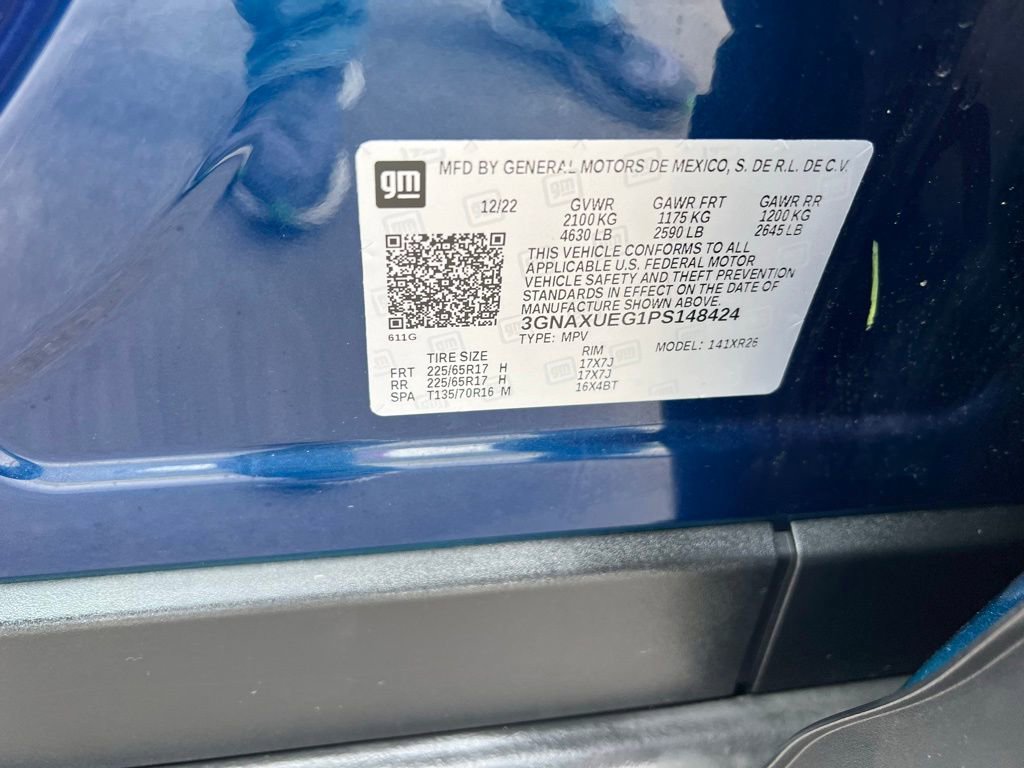 gm
MFD BY GENERAL MOTORS DE MEXICO, S. DE R.L. DE C.V.
12/22 GVWR GAWR FRT GAWR RR
2100 KG 1175 KG 1200 KG
4630 LB 2590 LB 2645 LB
THIS VEHICLE CONFORMS TO ALL
APPLICABLE U.S. FEDERAL MOTOR
VEHICLE SAFETY AND THEFT PREVENTION
STANDARDS IN EFFECT ON THE DATE OF
MANUFACTURE SHOWN ABOVE.
3GNAXUEG1PS148424
611G TYPE: MPV MODEL: 141XR26
TIRE SIZE RIM
FRT 225/65R17 H 17X7J
RR 225/65R17 H 17X7J
SPA T135/70R16 M 16X4BT